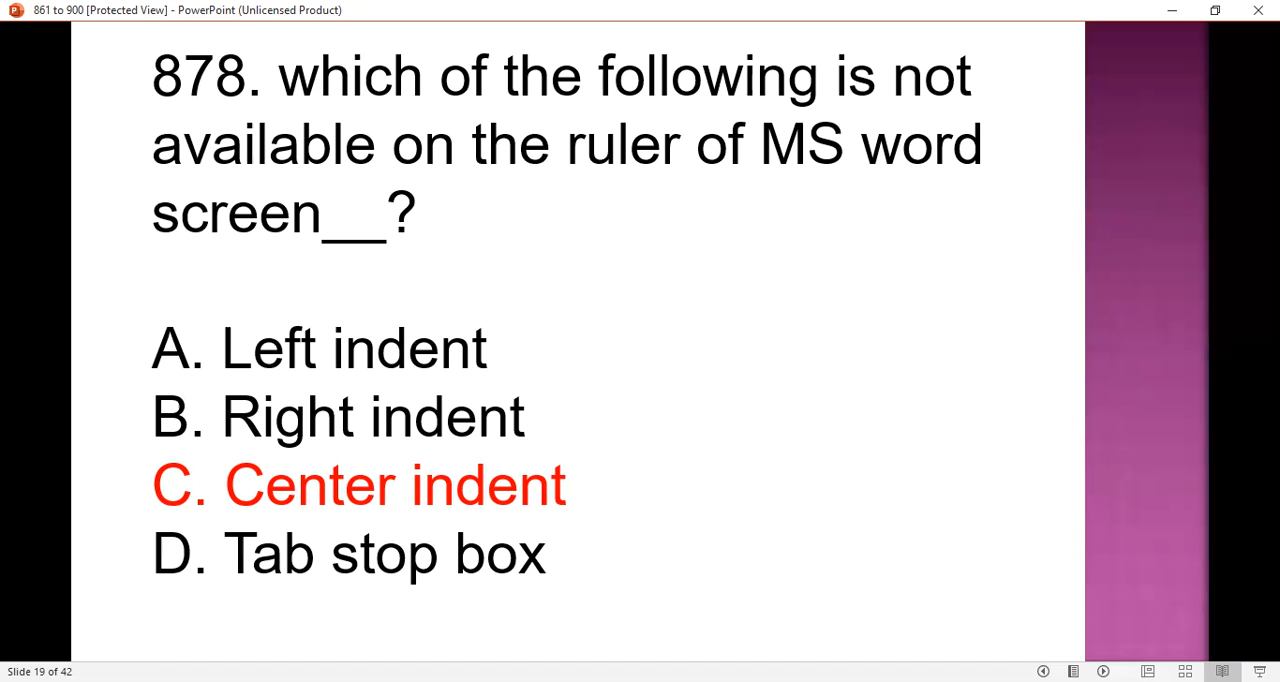 861 to 900 [Protected View] - PowerPoint (Unlicensed Product)
878. which of the following is not
available on the ruler of MS word
screen__?
A. Left indent
B. Right indent
C. Center indent
D. Tab stop box
Slide 19 of 42